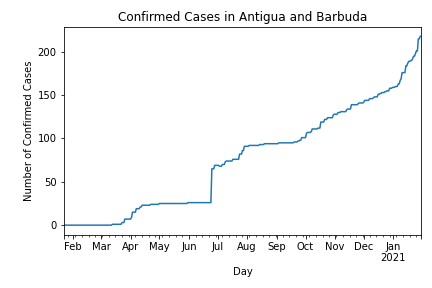 Confirmed Cases in Antigua and Barbuda
Number of Confirmed Cases
200
150
100
50
0
Feb Mar Apr May Jun Jul Aug Sep Oct Nov Dec Jan
2021
Day